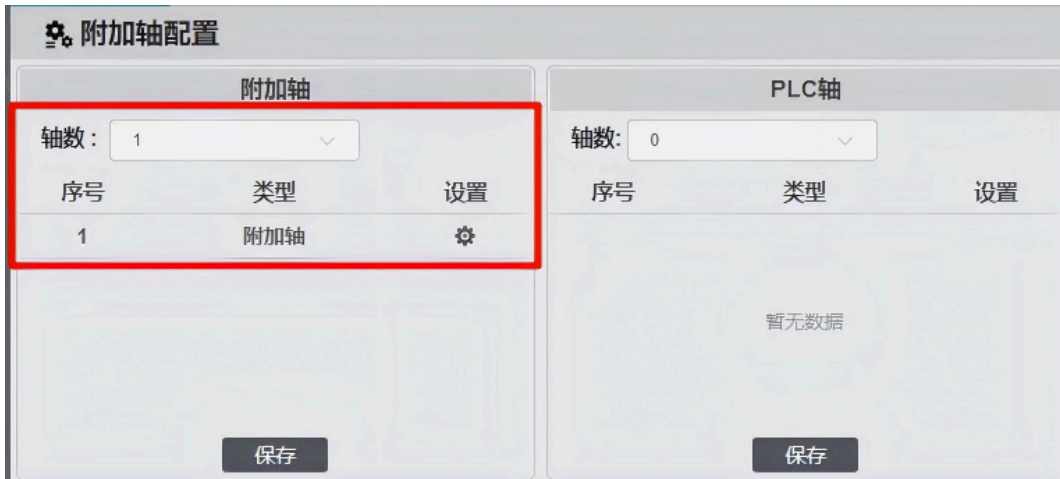 附加轴配置
附加轴
轴数: 1
序号 类型 设置
1 附加轴
保存
PLC轴
轴数: 0
序号 类型 设置
暂无数据
保存